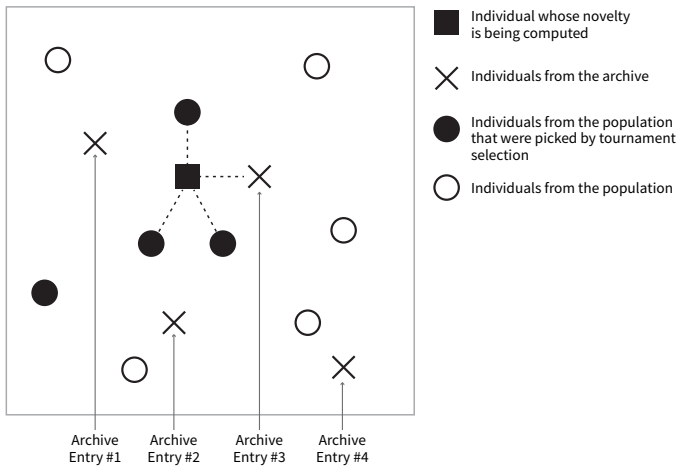 Individual whose novelty
is being computed
Individuals from the archive
Individuals from the population
that were picked by tournament
selection
Individuals from the population
Archive
Entry #1
Archive
Entry #2
Archive
Entry #3
Archive
Entry #4